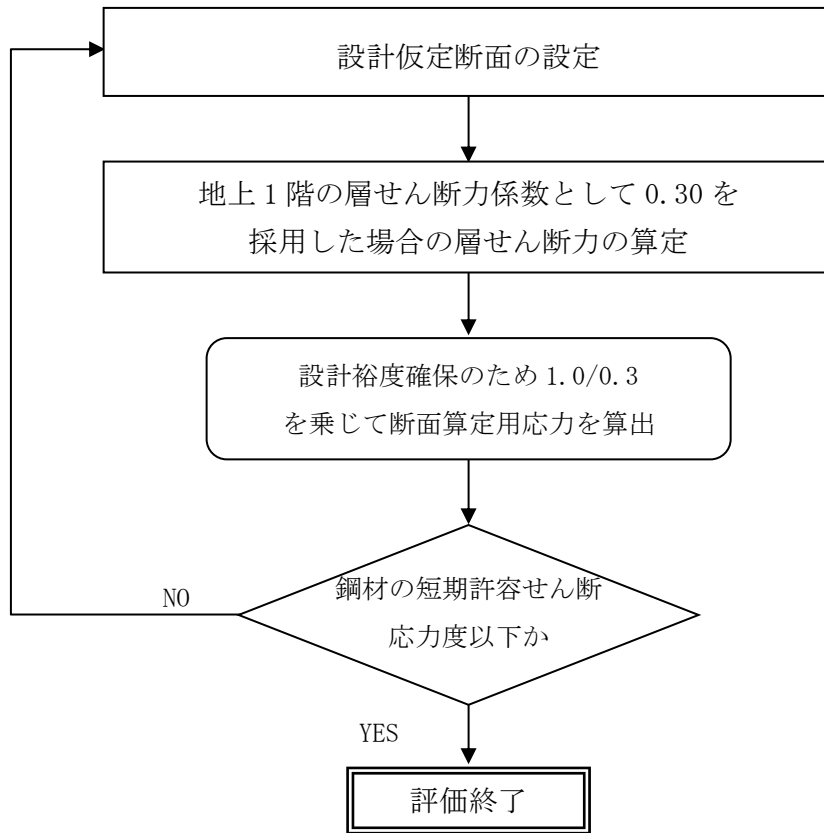 設計仮定断面の設定
地上 1 階の層せん断力係数として 0.30 を
採用した場合の層せん断力の算定
設計裕度確保のため 1.0/0.3
を乗じて断面算定用応力を算出
鋼材の短期許容せん断
応力度以下か
NO
YES
評価終了